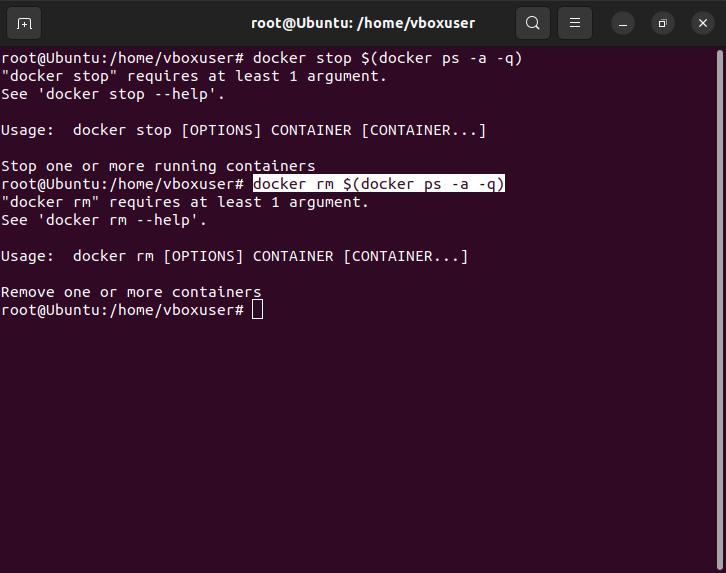 root@Ubuntu: /home/vboxuser
root@Ubuntu:/home/vboxuser# docker stop $(docker ps -a -q)
"docker stop" requires at least 1 argument.
See 'docker stop --help'.
Usage:  docker stop [OPTIONS] CONTAINER [CONTAINER...]
Stop one or more running containers
root@Ubuntu:/home/vboxuser# docker rm $(docker ps -a -q)
"docker rm" requires at least 1 argument.
See 'docker rm --help'.
Usage:  docker rm [OPTIONS] CONTAINER [CONTAINER...]
Remove one or more containers
root@Ubuntu:/home/vboxuser#